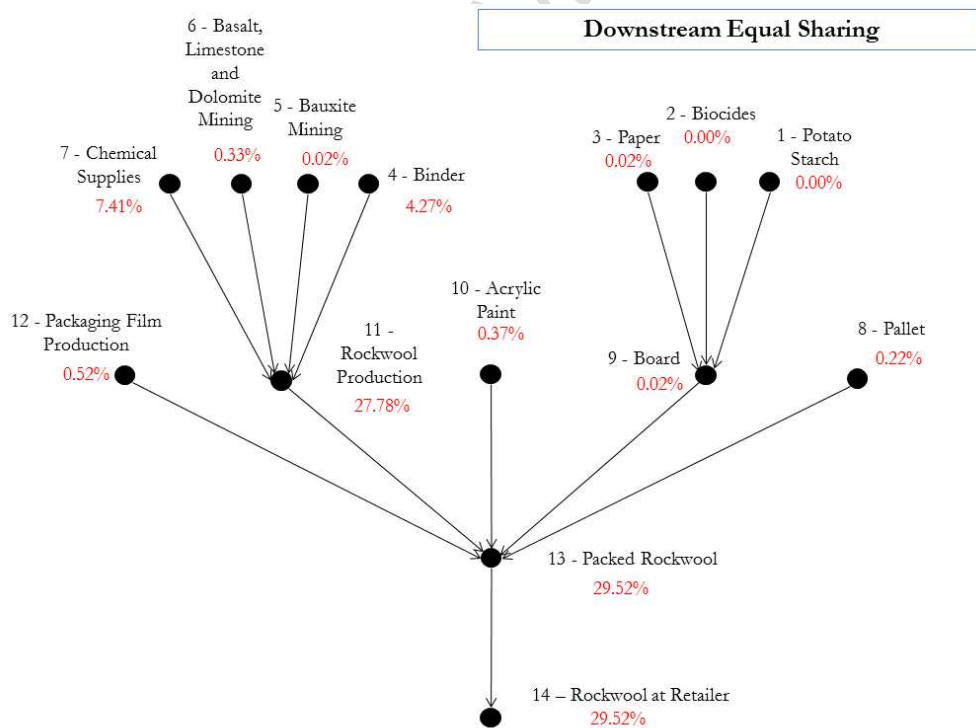 Downstream Equal Sharing
6 - Basalt,
Limestone
and
Dolomite
Mining
0.33%
5 - Bauxite
Mining
0.02%
7 - Chemical
Supplies
7.41%
4 - Binder
4.27%
3 - Paper
0.02%
2 - Biocides
0.00%
1 - Potato
Starch
0.00%
12 - Packaging Film
Production
0.52%
11 -
Rockwool
Production
27.78%
10 - Acrylic
Paint
0.37%
9 - Board
0.02%
8 - Pallet
0.22%
13 - Packed Rockwool
29.52%
14 – Rockwool at Retailer
29.52%